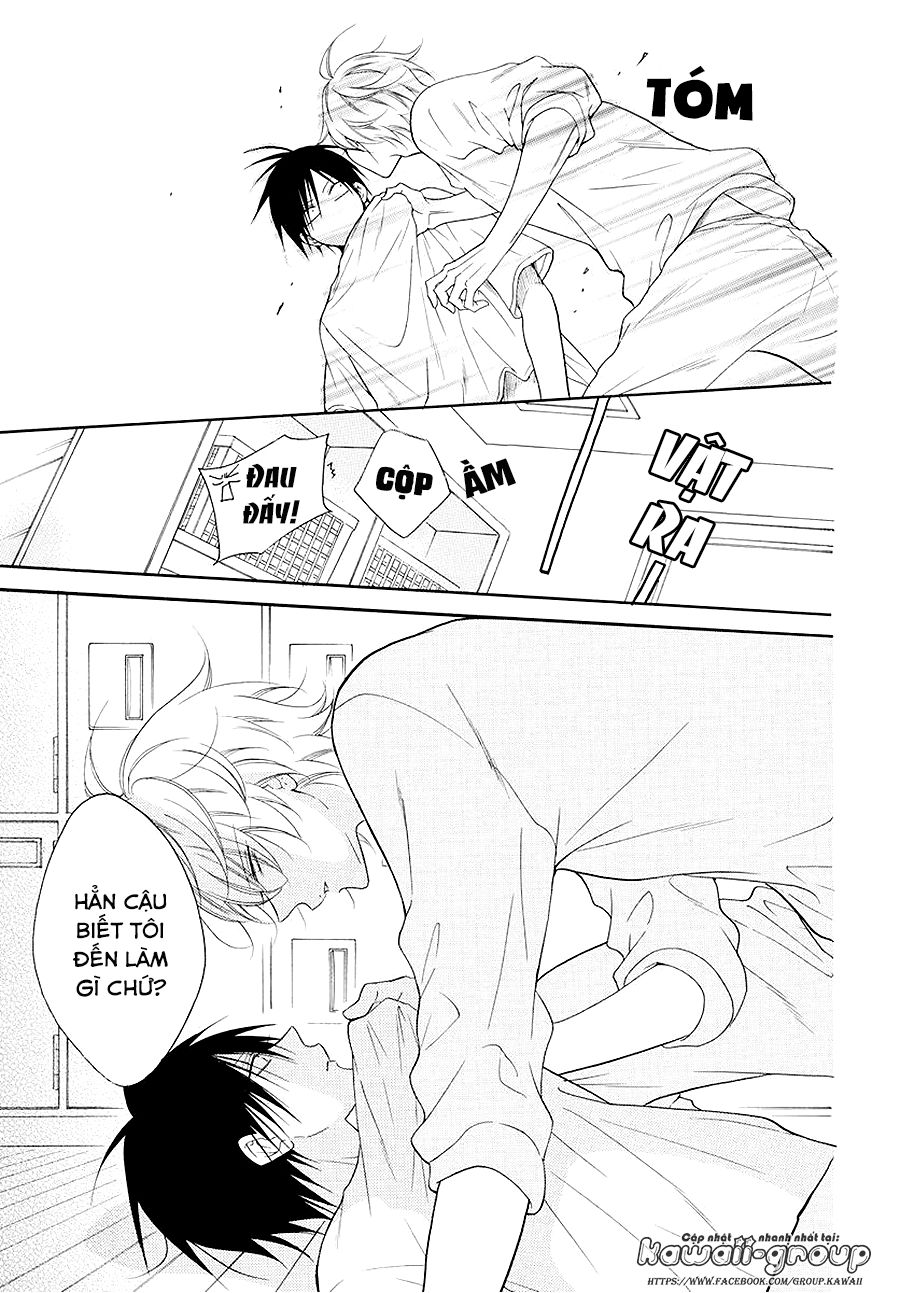 TÓM
VẬT
RA!
ẦM
CỘP
ĐAU
ĐẤY!
HẲN CẬU
BIẾT TÔI
ĐẾN LÀM
GÌ CHỨ?
Cập nhật nhanh nhất tại:
kawaii-group
HTTPS://WWW.FACEBOOK.COM/GROUP.KAWAII